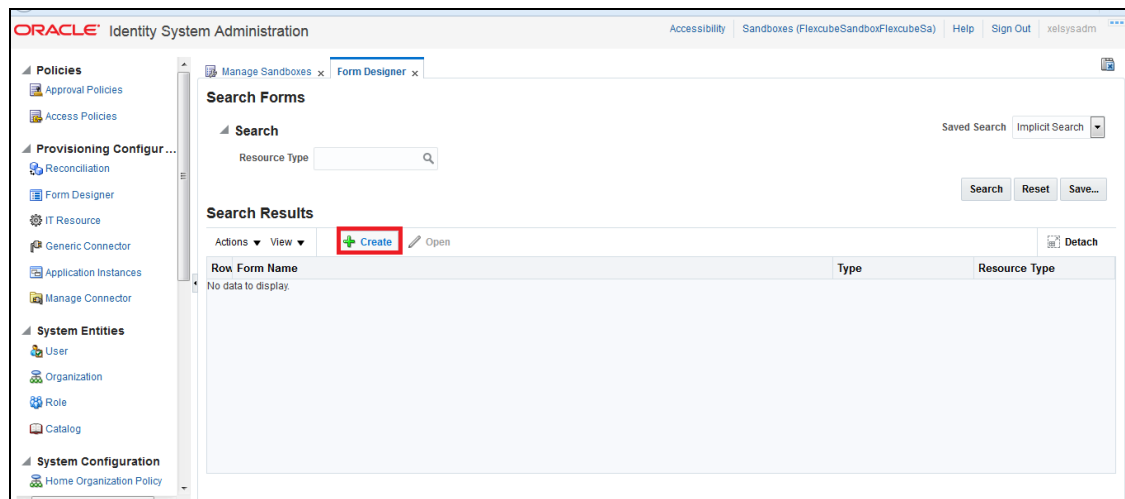 ORACLE Identity System Administration
Accessibility Sandboxes (FlexcubeSandboxFlexcubeSa) Help Sign Out xelsysadm
Policies
Approval Policies
Access Policies
Provisioning Configur...
Reconciliation
Form Designer
IT Resource
Generic Connector
Application Instances
Manage Connector
System Entities
User
Organization
Role
Catalog
System Configuration
Home Organization Policy
Manage Sandboxes x Form Designer x
Search Forms
Search
Saved Search Implicit Search
Resource Type
Search Reset Save...
Search Results
Actions View Create Open Detach
Row Form Name Type Resource Type
No data to display.